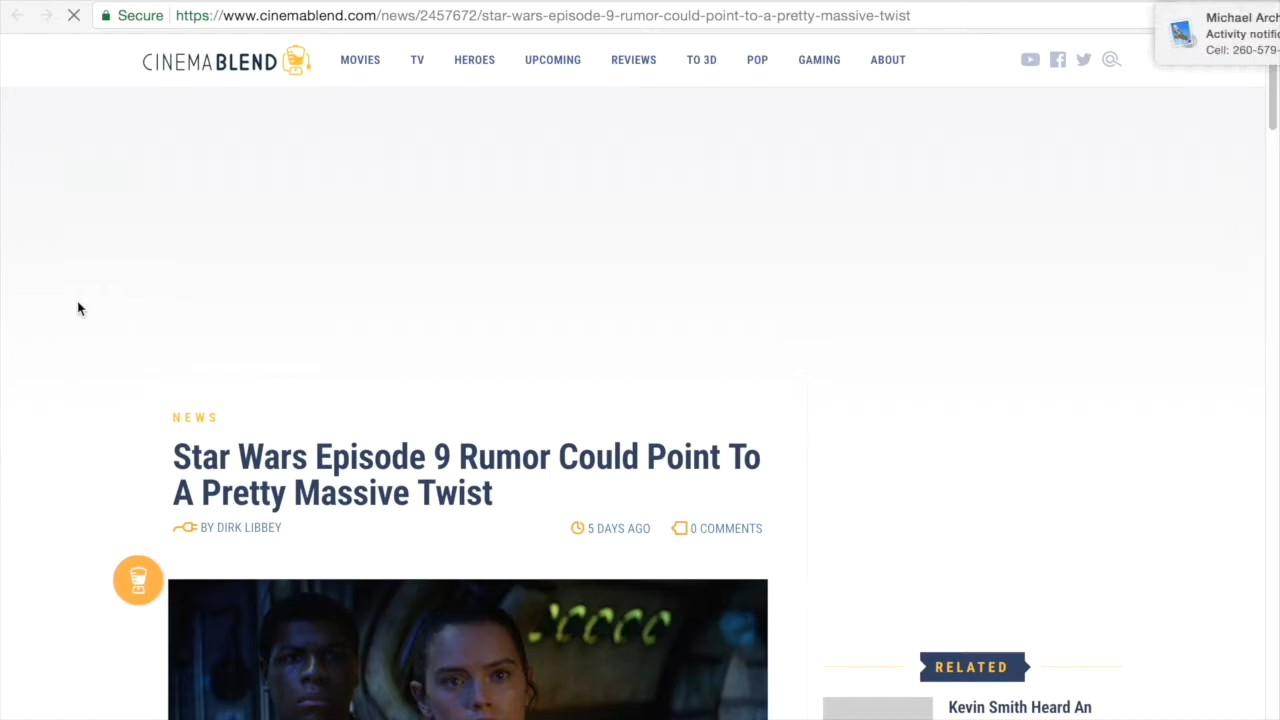 Secure https://www.cinemablend.com/news/2457672/star-wars-episode-9-rumor-could-point-to-a-pretty-massive-twist
Michael Arch
Activity notific
Cell: 260-579-
CINEMABLEND MOVIES TV HEROES UPCOMING REVIEWS TO 3D POP GAMING ABOUT
NEWS
Star Wars Episode 9 Rumor Could Point To
A Pretty Massive Twist
BY DIRK LIBBEY 5 DAYS AGO 0 COMMENTS
RELATED
Kevin Smith Heard An